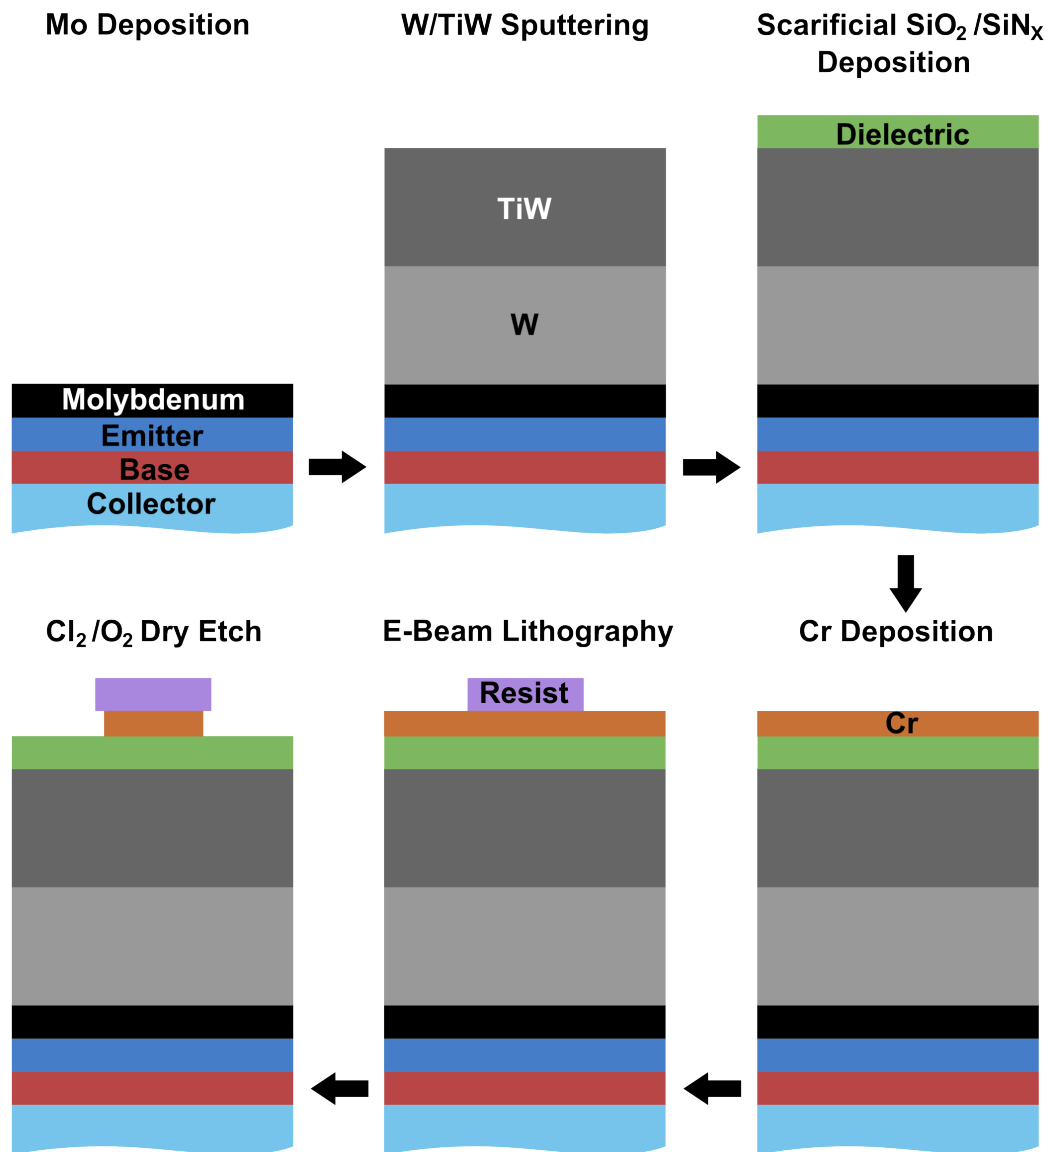 Mo Deposition
W/TiW Sputtering
Scarificial SiO₂/SiNₓ
Deposition
Dielectric
TiW
W
Molybdenum
Emitter
Base
Collector
Cl₂/O₂ Dry Etch
E-Beam Lithography
Cr Deposition
Resist
Cr